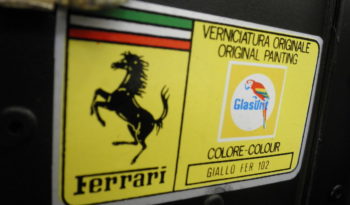 VERNICIATURA ORIGINALE
ORIGINAL PAINTING
Glasurit
COLORE-COLOUR
GIALLO FER 102
Ferrari